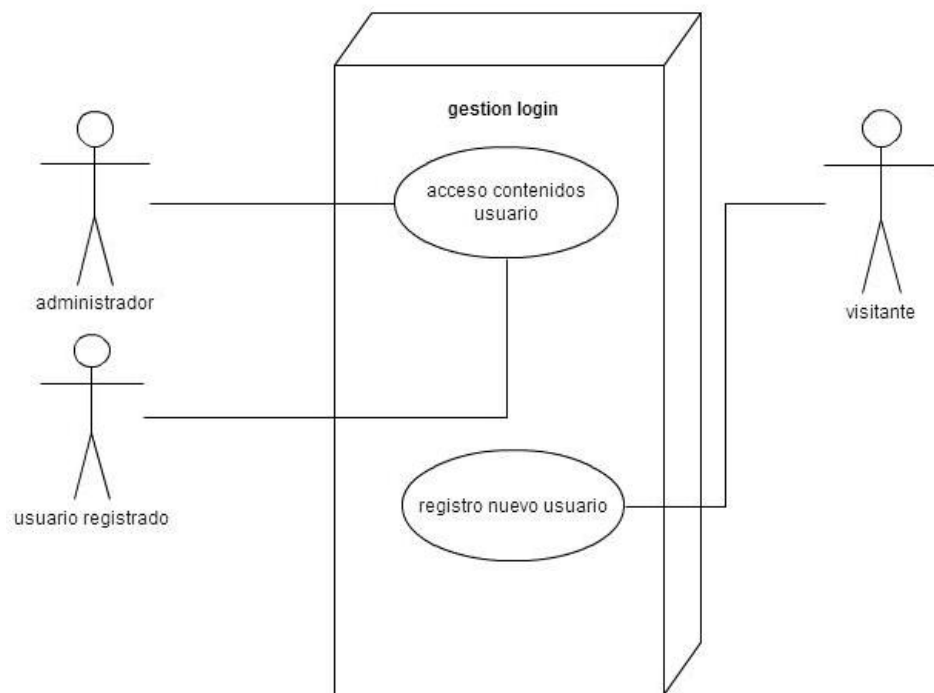 gestion login
acceso contenidos
usuario
administrador
visitante
registro nuevo usuario
usuario registrado